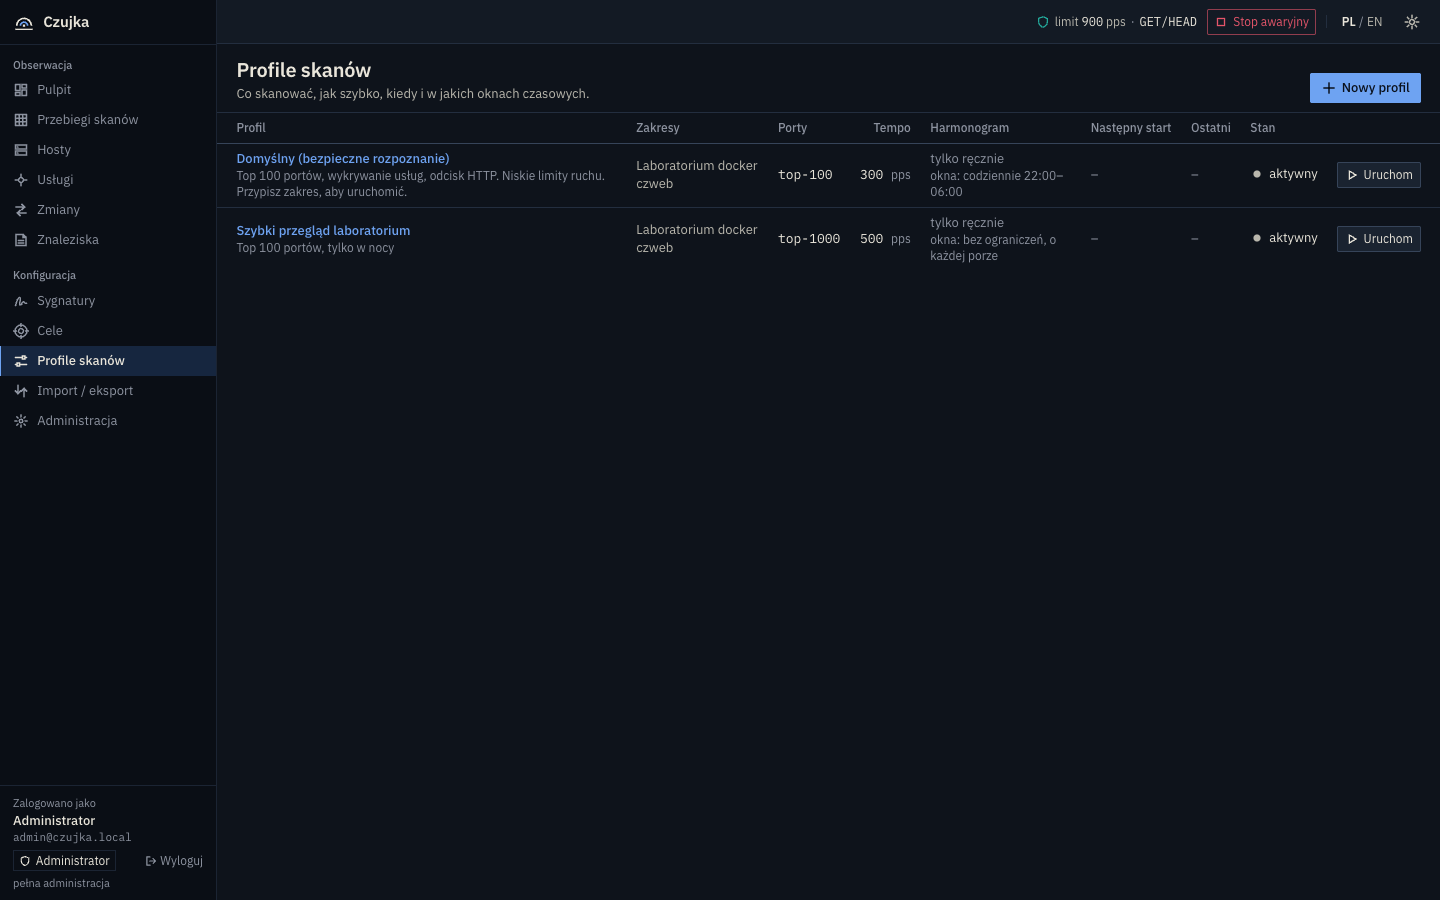 Czujka
limit 900 pps · GET/HEAD
Stop awaryjny
PL / EN
Obserwacja
Pulpit
Przebiegi skanów
Hosty
Usługi
Zmiany
Znaleziska
Konfiguracja
Sygnatury
Cele
Profile skanów
Import / eksport
Administracja
Zalogowano jako
Administrator
admin@czujka.local
Administrator
Wyloguj
pełna administracja
Profile skanów
Co skanować, jak szybko, kiedy i w jakich oknach czasowych.
Nowy profil
Profil Zakresy Porty Tempo Harmonogram Następny start Ostatni Stan
Domyślny (bezpieczne rozpoznanie)
Top 100 portów, wykrywanie usług, odcisk HTTP. Niskie limity ruchu.
Przypisz zakres, aby uruchomić.
Laboratorium docker
czweb
top-100
300 pps
tylko ręcznie
okna: codziennie 22:00–
06:00
–
–
aktywny
Uruchom
Szybki przegląd laboratorium
Top 100 portów, tylko w nocy
Laboratorium docker
czweb
top-1000
500 pps
tylko ręcznie
okna: bez ograniczeń, o
każdej porze
–
–
aktywny
Uruchom